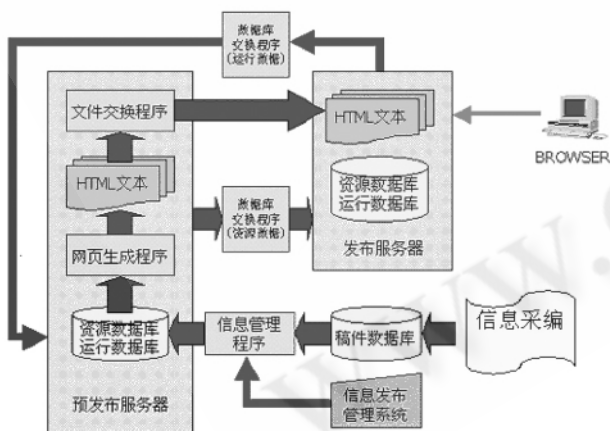 数据库
交换程序
(运行数据)
文件交换程序
HTML文本
HTML文本
BROWSER
数据库
交换程序
(资源数据)
资源数据库
运行数据库
发布服务器
网页生成程序
资源数据库
运行数据库
预发布服务器
信息管理
程序
稿件数据库
信息采编
信息发布
管理系统